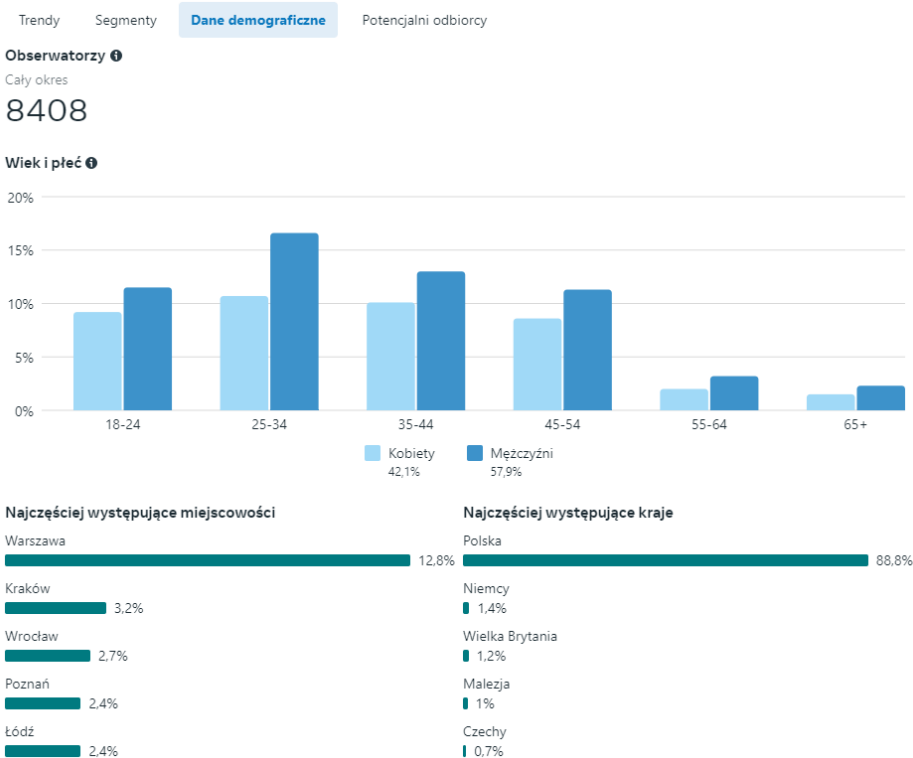 Trendy Segmenty Dane demograficzne Potencjalni odbiorcy
Obserwatorzy
Cały okres
8408
Wiek i płeć
20%
15%
10%
5%
0%
18-24 25-34 35-44 45-54 55-64 65+
Kobiety Mężczyźni
42,1% 57,9%
Najczęściej występujące miejscowości
Warszawa
12,8%
Kraków
3,2%
Wrocław
2,7%
Poznań
2,4%
Łódź
2,4%
Najczęściej występujące kraje
Polska
88,8%
Niemcy
1,4%
Wielka Brytania
1,2%
Malezja
1%
Czechy
0,7%